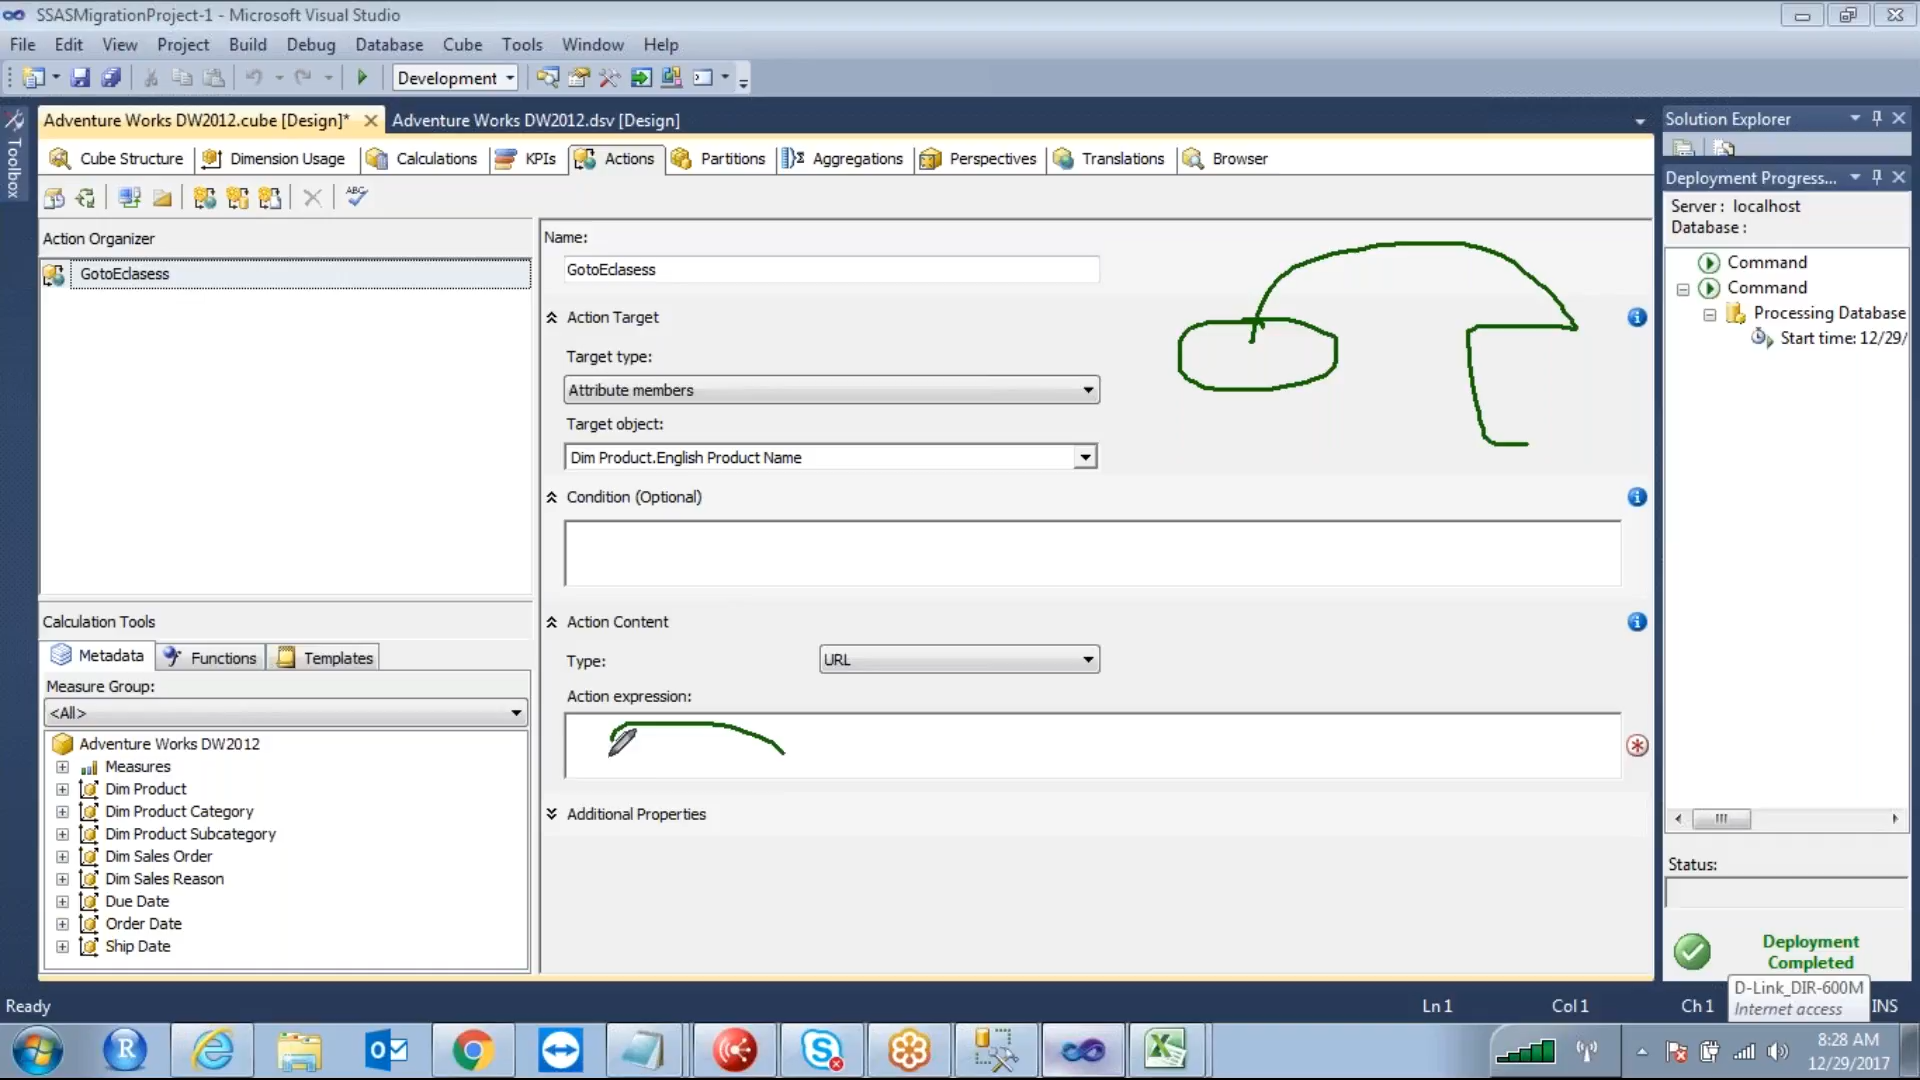 SSASMigrationProject-1 - Microsoft Visual Studio
File Edit View Project Build Debug Database Cube Tools Window Help
Development
Toolbox
Adventure Works DW2012.cube [Design]* Adventure Works DW2012.dsv [Design]
Cube Structure Dimension Usage Calculations KPIs Actions Partitions Aggregations Perspectives Translations Browser
ABC
Action Organizer
GotoEclasess
Name:
GotoEclasess
Action Target
Target type:
Attribute members
Target object:
Dim Product.English Product Name
Condition (Optional)
Action Content
Type: URL
Action expression:
Additional Properties
Calculation Tools
Metadata Functions Templates
Measure Group:
<All>
Adventure Works DW2012
Measures
Dim Product
Dim Product Category
Dim Product Subcategory
Dim Sales Order
Dim Sales Reason
Due Date
Order Date
Ship Date
Solution Explorer
Deployment Progress...
Server : localhost
Database :
Command
Command
Processing Database
Start time: 12/29/
Status:
Deployment
Completed
D-Link_DIR-600M
Internet access
Ready Ln 1 Col 1 Ch 1 INS
8:28 AM
12/29/2017